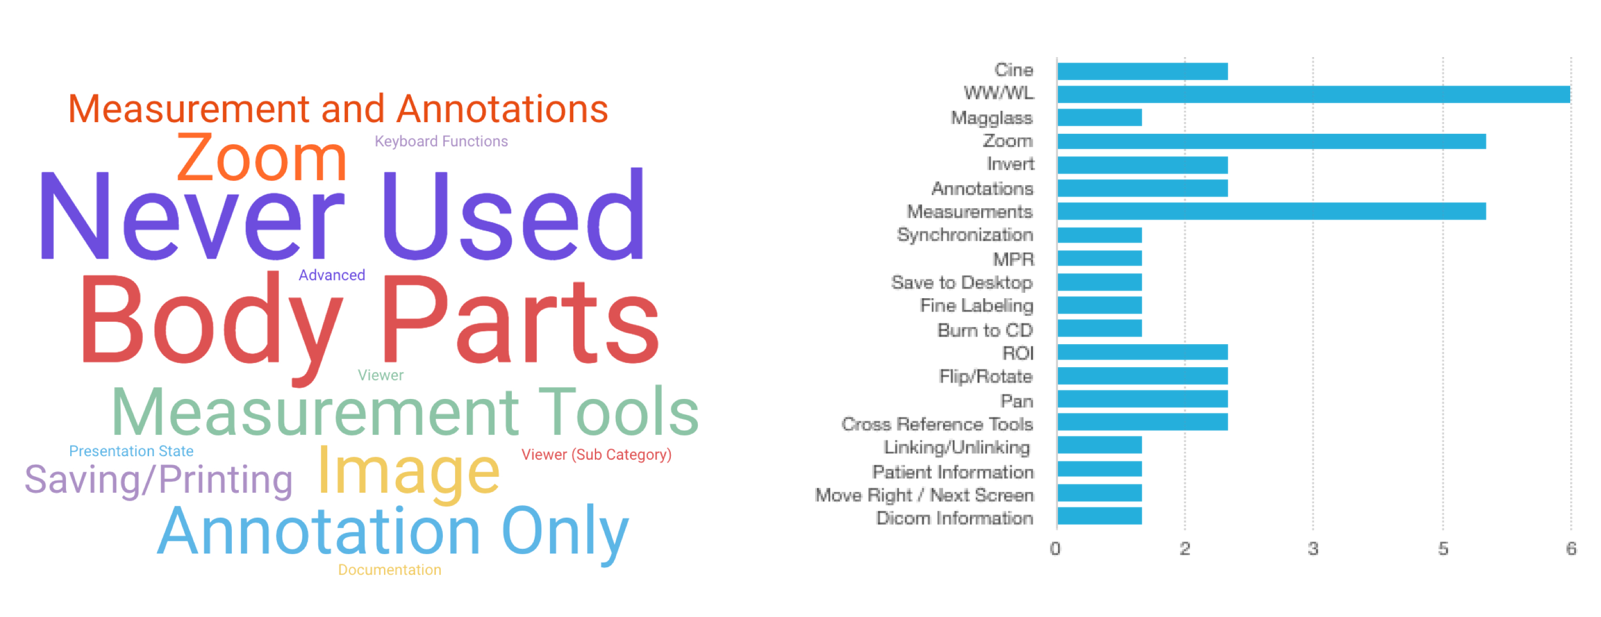 Measurement and Annotations
Zoom
Keyboard Functions
Never Used
Advanced
Body Parts
Viewer
Measurement Tools
Presentation State
Viewer (Sub Category)
Saving/Printing
Image
Annotation Only
Documentation
Cine
WW/WL
Magglass
Zoom
Invert
Annotations
Measurements
Synchronization
MPR
Save to Desktop
Fine Labeling
Burn to CD
ROI
Flip/Rotate
Pan
Cross Reference Tools
Linking/Unlinking
Patient Information
Move Right / Next Screen
Dicom Information
0 2 3 5 6